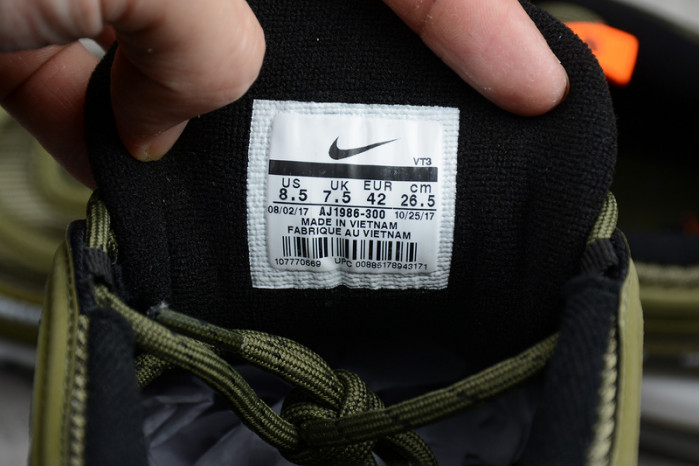 VT3
US UK EUR cm
8.5 7.5 42 26.5
08/02/17 AJ1986-300 10/25/17
MADE IN VIETNAM
FABRIQUE AU VIETNAM
107770669 UPC 00885178943171